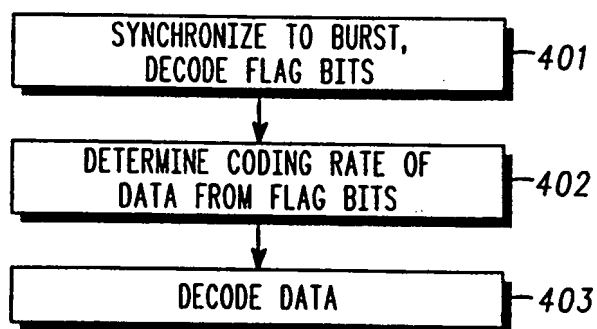 SYNCHRONIZE TO BURST,
DECODE FLAG BITS
401
DETERMINE CODING RATE OF
DATA FROM FLAG BITS
402
DECODE DATA
403